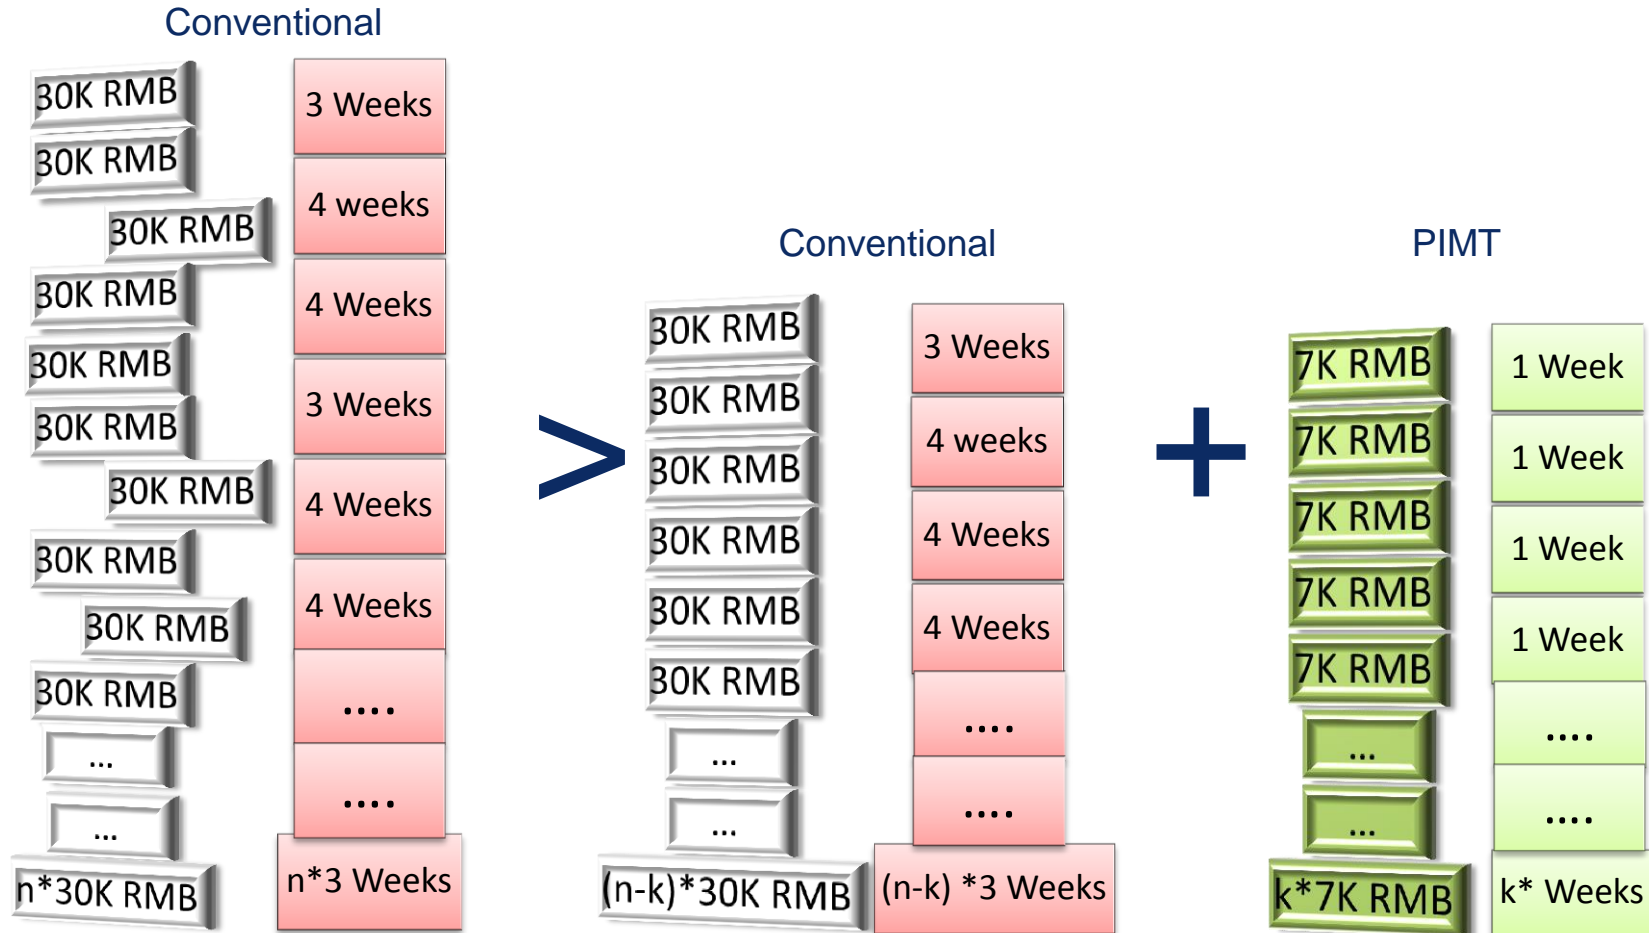 Conventional
30K RMB
30K RMB
30K RMB
30K RMB
30K RMB
30K RMB
30K RMB
30K RMB
30K RMB
30K RMB
...
...
n*30K RMB
3 Weeks
4 weeks
4 Weeks
3 Weeks
4 Weeks
4 Weeks
....
....
n*3 Weeks
>
Conventional
30K RMB
30K RMB
30K RMB
30K RMB
30K RMB
30K RMB
...
...
(n-k)*30K RMB
3 Weeks
4 weeks
4 Weeks
4 Weeks
....
....
(n-k) *3 Weeks
+
PIMT
7K RMB
7K RMB
7K RMB
7K RMB
7K RMB
...
...
k*7K RMB
1 Week
1 Week
1 Week
1 Week
....
....
k* Weeks